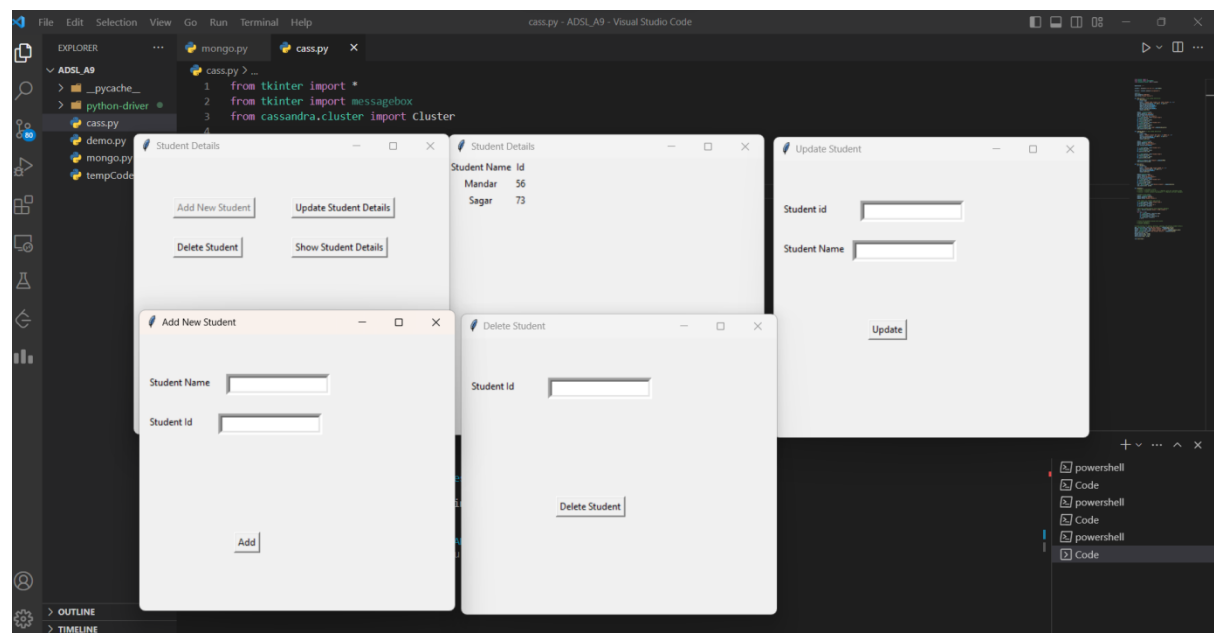 File Edit Selection View Go Run Terminal Help
cass.py - ADSL_A9 - Visual Studio Code
EXPLORER
mongo.py
cass.py
ADSL_A9
__pycache__
python-driver
cass.py
demo.py
mongo.py
tempCode
80
cass.py > ...
1 from tkinter import *
2 from tkinter import messagebox
3 from cassandra.cluster import Cluster
4
Student Details
Add New Student
Update Student Details
Delete Student
Show Student Details
Student Details
Student Name Id
Mandar 56
Sagar 73
Update Student
Student id
Student Name
Update
Add New Student
Student Name
Student Id
Add
Delete Student
Student Id
Delete Student
powershell
Code
powershell
Code
powershell
Code
OUTLINE
TIMELINE